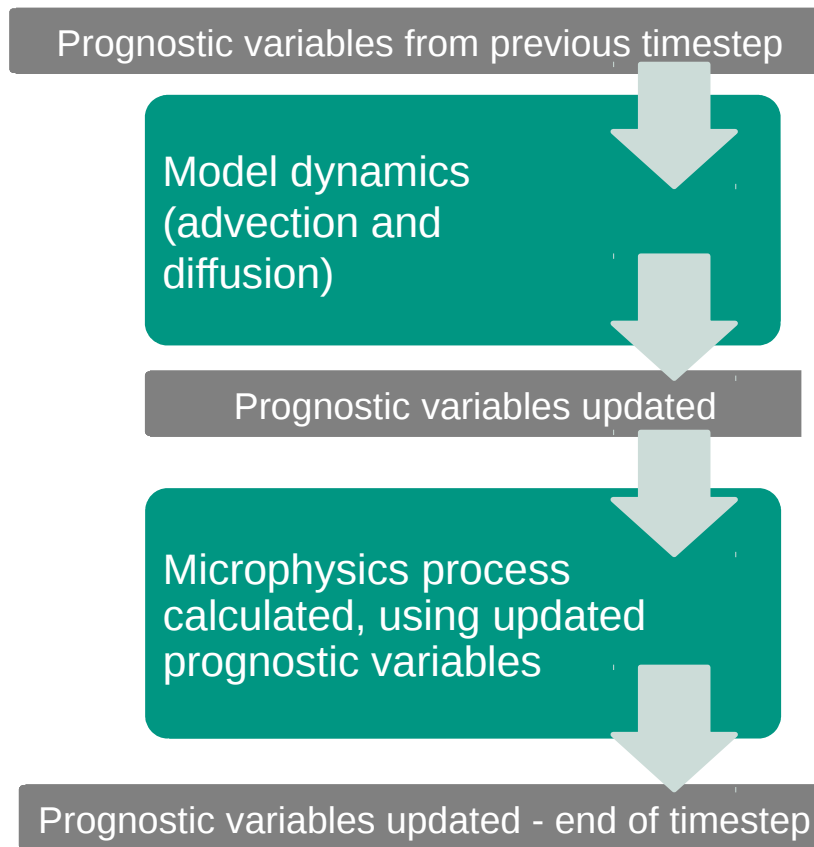 Prognostic variables from previous timestep
Model dynamics
(advection and
diffusion)
Prognostic variables updated
Microphysics process
calculated, using updated
prognostic variables
Prognostic variables updated - end of timestep